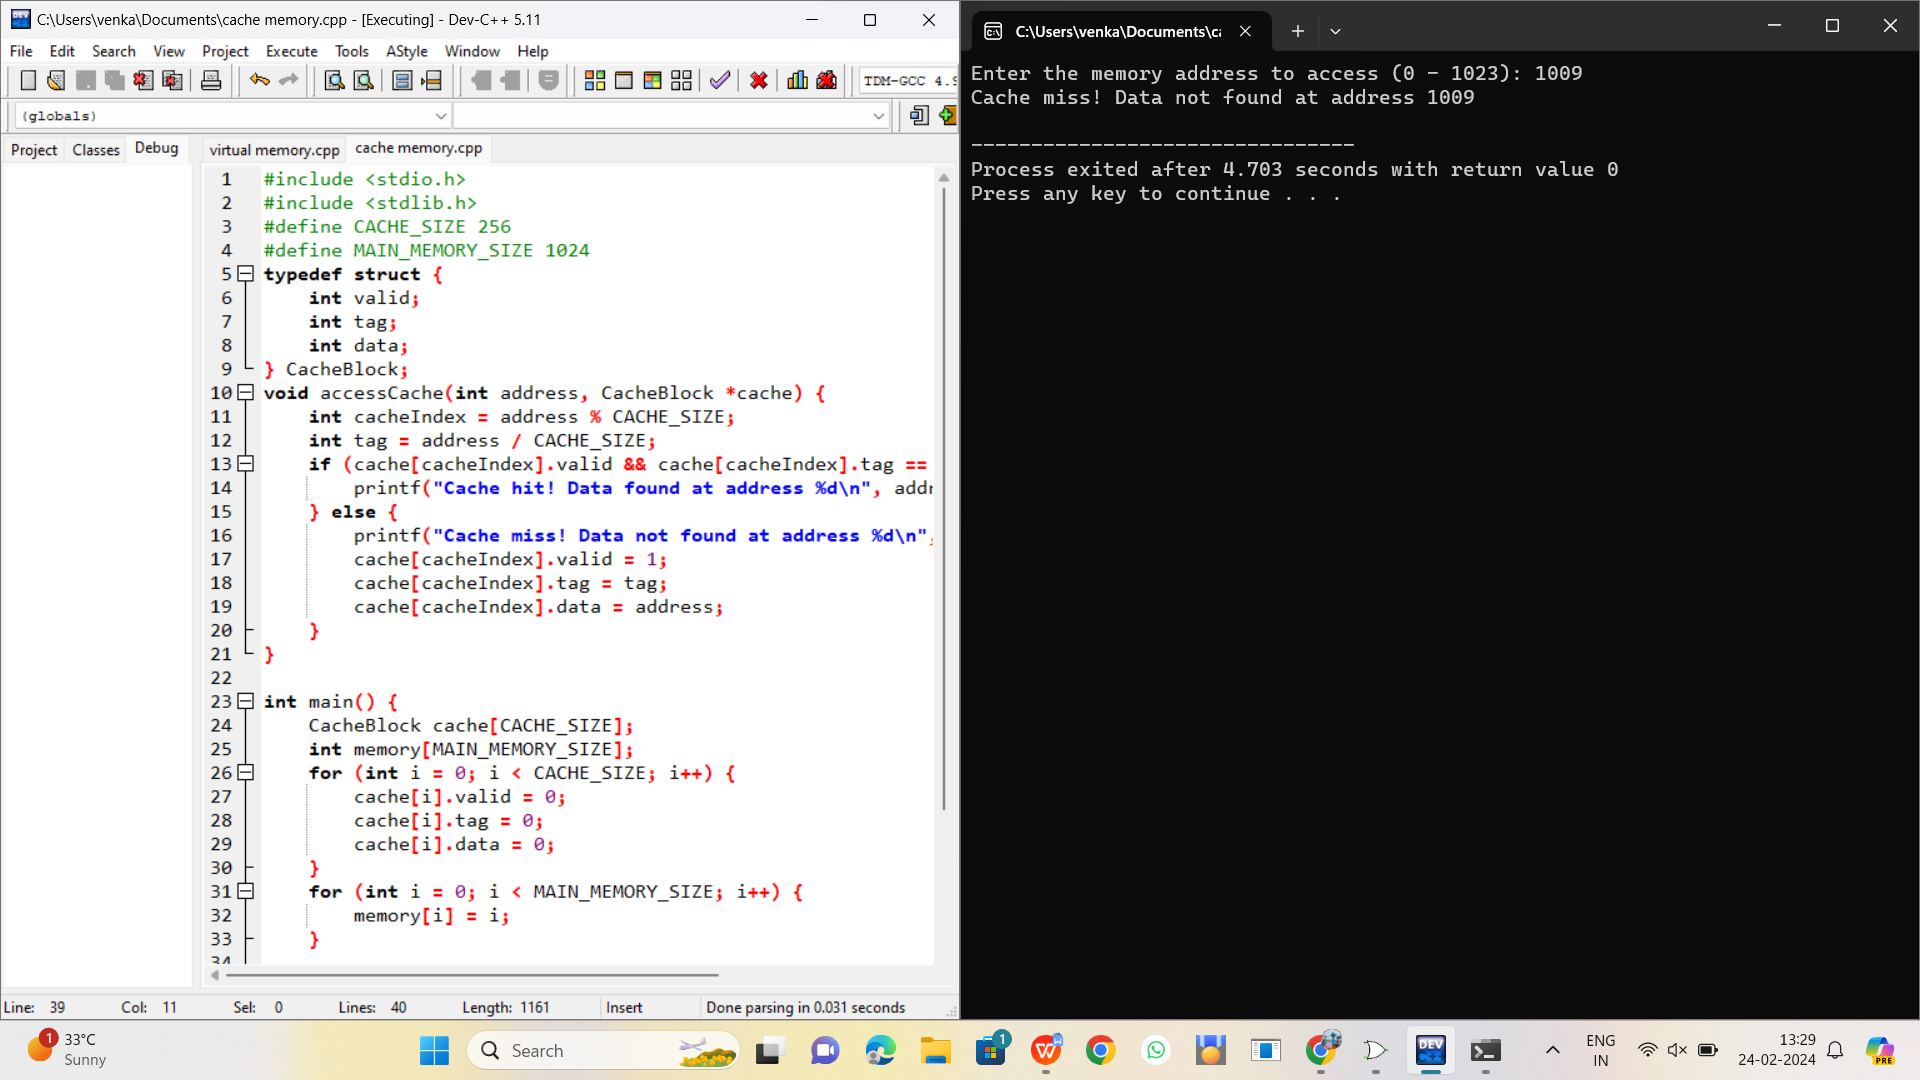 C:\Users\venka\Documents\cache memory.cpp - [Executing] - Dev-C++ 5.11
File Edit Search View Project Execute Tools AStyle Window Help
TDM-GCC 4.9
(globals)
Project Classes Debug
virtual memory.cpp cache memory.cpp
1 #include <stdio.h>
2 #include <stdlib.h>
3 #define CACHE_SIZE 256
4 #define MAIN_MEMORY_SIZE 1024
5 typedef struct {
6 int valid;
7 int tag;
8 int data;
9 } CacheBlock;
10 void accessCache(int address, CacheBlock *cache) {
11 int cacheIndex = address % CACHE_SIZE;
12 int tag = address / CACHE_SIZE;
13 if (cache[cacheIndex].valid && cache[cacheIndex].tag ==
14 printf("Cache hit! Data found at address %d\n", addr
15 } else {
16 printf("Cache miss! Data not found at address %d\n",
17 cache[cacheIndex].valid = 1;
18 cache[cacheIndex].tag = tag;
19 cache[cacheIndex].data = address;
20 }
21 }
22
23 int main() {
24 CacheBlock cache[CACHE_SIZE];
25 int memory[MAIN_MEMORY_SIZE];
26 for (int i = 0; i < CACHE_SIZE; i++) {
27 cache[i].valid = 0;
28 cache[i].tag = 0;
29 cache[i].data = 0;
30 }
31 for (int i = 0; i < MAIN_MEMORY_SIZE; i++) {
32 memory[i] = i;
33 }
34
Line: 39 Col: 11 Sel: 0 Lines: 40 Length: 1161 Insert Done parsing in 0.031 seconds
C:\Users\venka\Documents\ca
Enter the memory address to access (0 - 1023): 1009
Cache miss! Data not found at address 1009
--------------------------------
Process exited after 4.703 seconds with return value 0
Press any key to continue . . .
1
33°C
Sunny
Search
1
DEV
C++
ENG
IN
13:29
24-02-2024
PRE